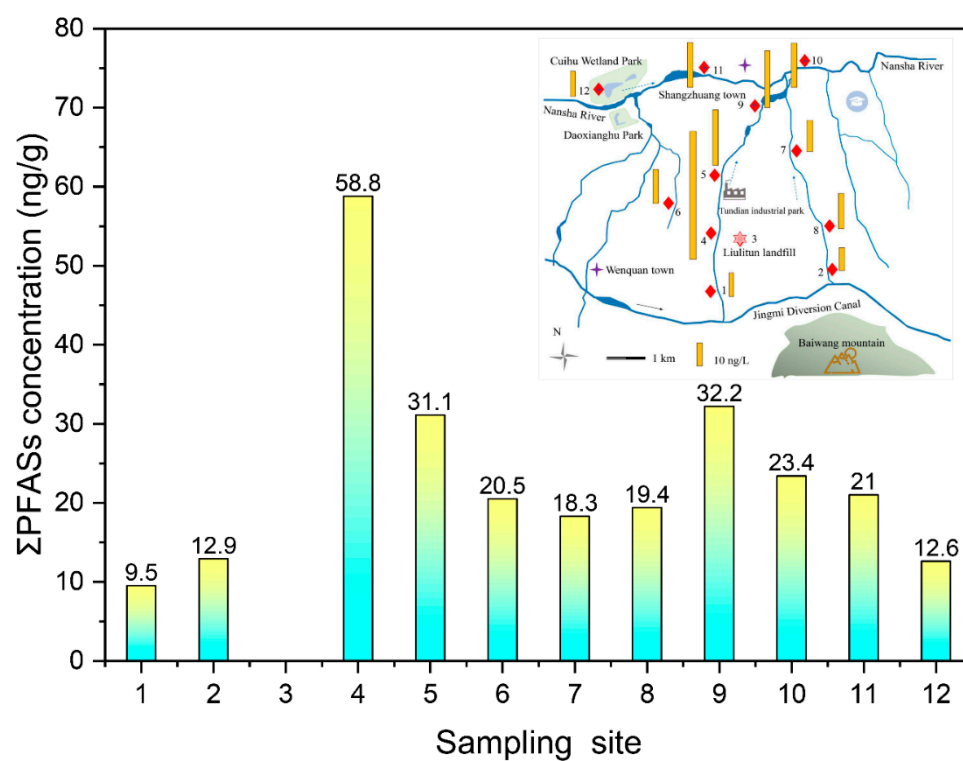 ΣPFASs concentration (ng/g)
80
70
60
50
40
30
20
10
0
9.5
12.9
58.8
31.1
20.5
18.3
19.4
32.2
23.4
21
12.6
1
2
3
4
5
6
7
8
9
10
11
12
Sampling site
Cuihu Wetland Park
12
11
10
Nansha River
Shangzhuang town
9
Nansha River
Daoxianghu Park
7
5
6
Tundian industrial park
8
4
3
Liulitun landfill
Wenquan town
2
1
Jingmi Diversion Canal
N
Baiwang mountain
1 km
10 ng/L